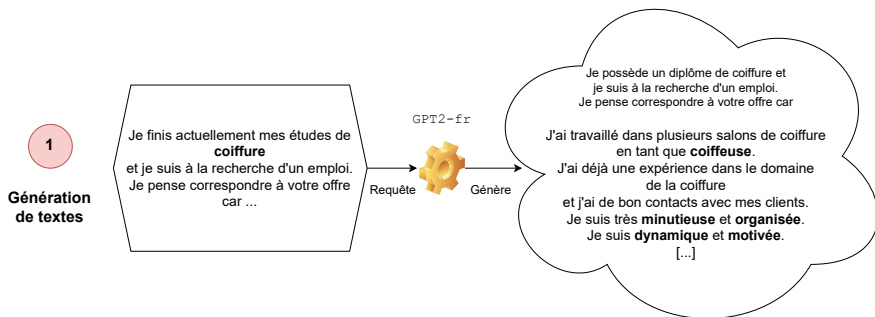 1
Génération
de textes
Je finis actuellement mes études de
coiffure
et je suis à la recherche d'un emploi.
Je pense correspondre à votre offre
car ...
Requête
GPT2-fr
Génère
Je possède un diplôme de coiffure et
je suis à la recherche d'un emploi.
Je pense correspondre à votre offre car
J'ai travaillé dans plusieurs salons de coiffure
en tant que coiffeuse.
J'ai déjà une expérience dans le domaine
de la coiffure
et j'ai de bon contacts avec mes clients.
Je suis très minutieuse et organisée.
Je suis dynamique et motivée.
[...]